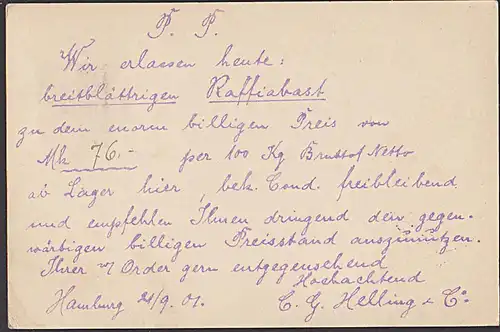 P. P.
Wir erlassen heute:
breitblättrigen Raffiabast
zu dem enorm billigen Preis von
Mk 76.- per 100 Kg Brutto f. Netto
ab Lager hier, bek. Cond. freibleibend
und empfehlen Ihnen dringend den gegen-
wärtigen billigen Preisstand auszunützen.
Ihrer Order gern entgegensehend
Hochachtend
Hamburg 21/9. 01. C. G. Helling & Co.